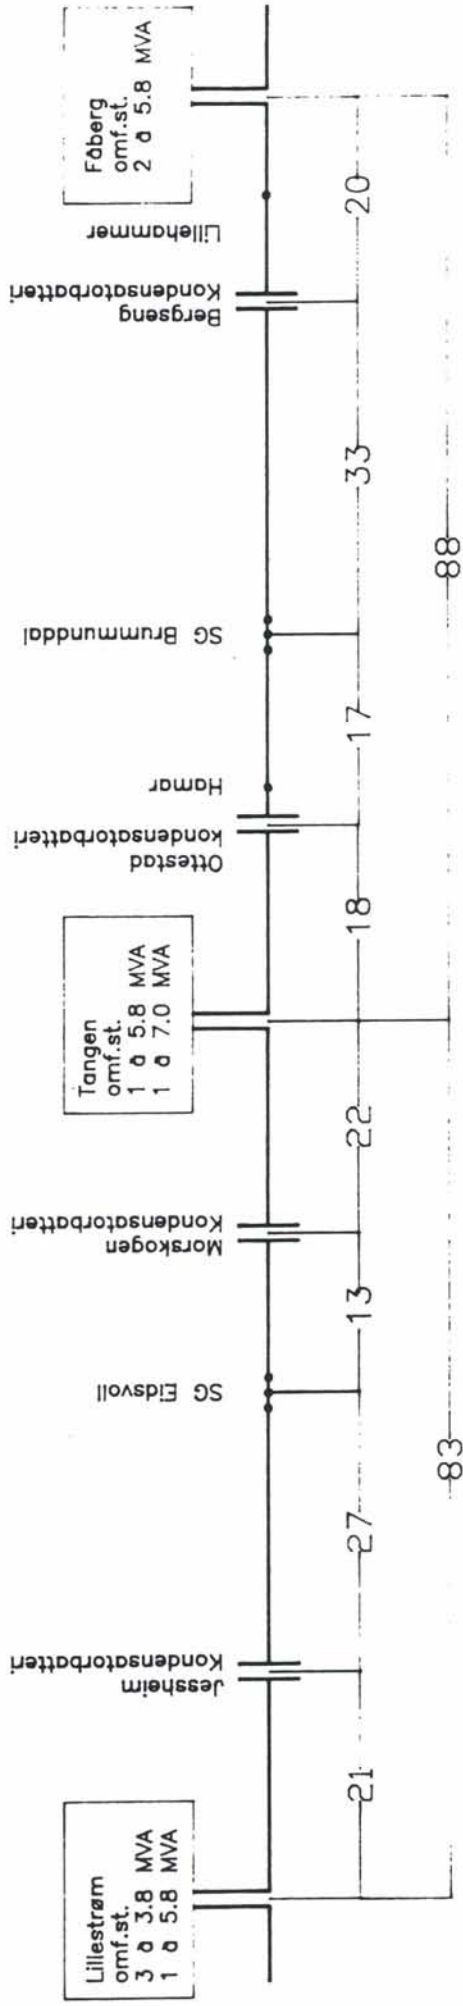 Lillestrøm
omf.st.
3 à 3.8 MVA
1 à 5.8 MVA
Jessheim
Kondensatorbatteri
SG Eidsvoll
Morskogen
Kondensatorbatteri
Tangen
omf.st.
1 à 5.8 MVA
1 à 7.0 MVA
Ottestad
kondensatorbatteri
Hamar
SG Brummunddal
Bergseng
Kondensatorbatteri
Lillehammer
Fåberg
omf.st.
2 à 5.8 MVA
21
27
13
22
18
17
33
20
83
88